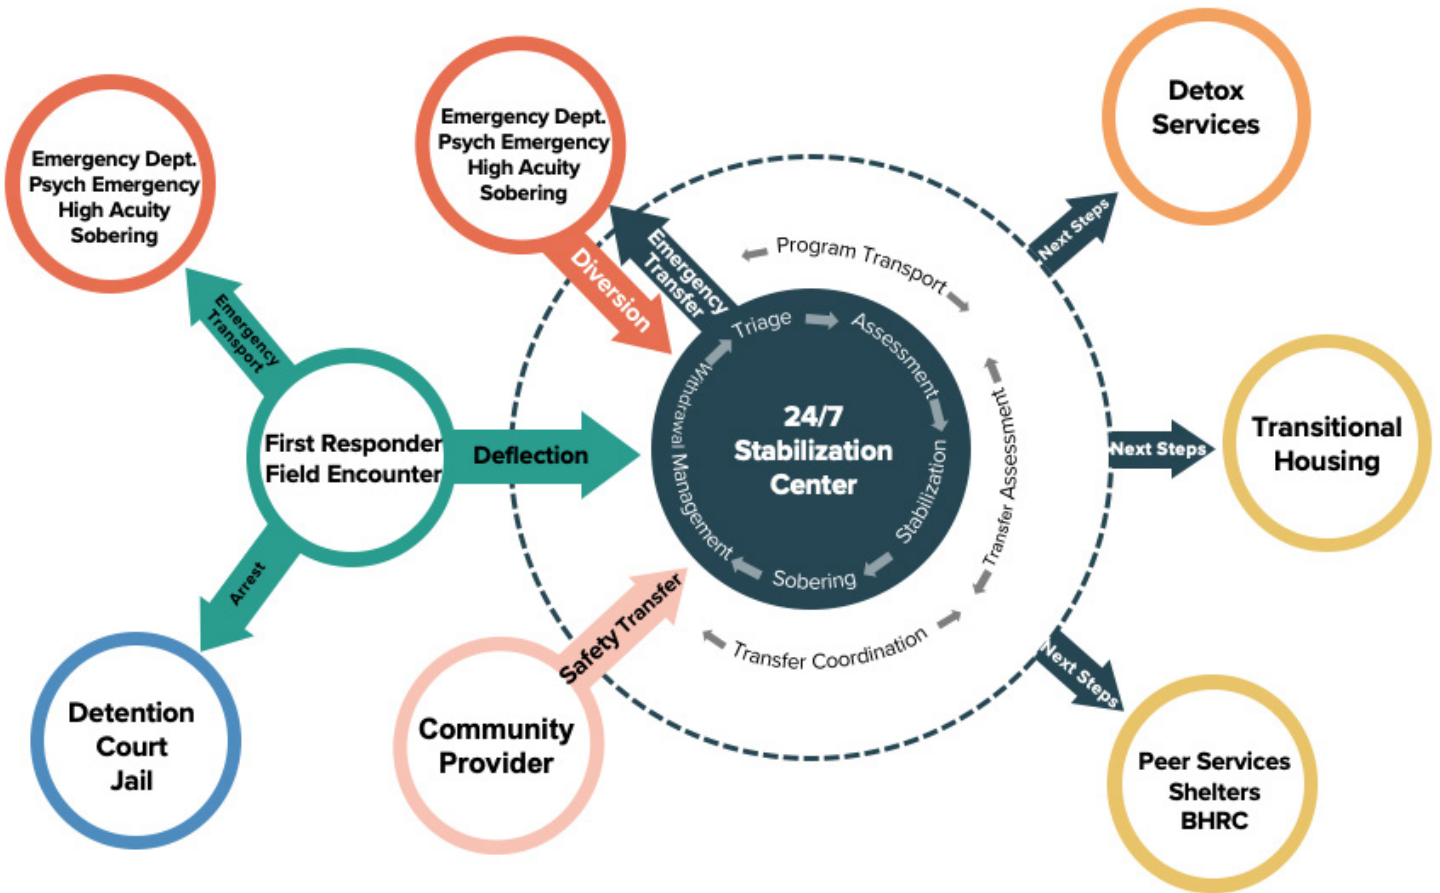 Emergency Dept.
Psych Emergency
High Acuity
Sobering
Emergency
Transport
First Responder
Field Encounter
Arrest
Detention
Court
Jail
Deflection
Emergency Dept.
Psych Emergency
High Acuity
Sobering
Diversion
Emergency
Transfer
Community
Provider
Safety Transfer
24/7
Stabilization
Center
Triage
Assessment
Stabilization
Sobering
Withdrawal Management
Program Transport
Transfer Assessment
Transfer Coordination
Next Steps
Detox
Services
Next Steps
Transitional
Housing
Next Steps
Peer Services
Shelters
BHRC